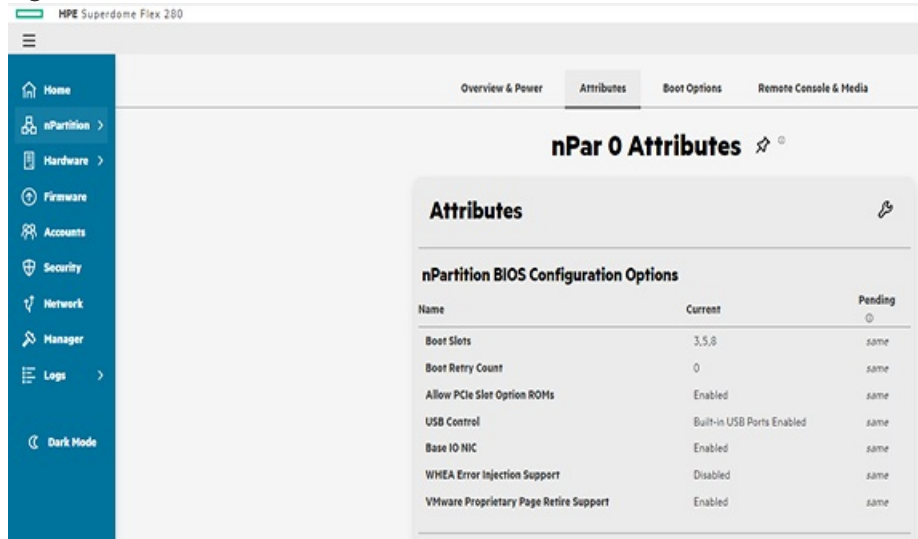 HPE Superdome Flex 280
Home
nPartition
Hardware
Firmware
Accounts
Security
Network
Manager
Logs
Dark Mode
Overview & Power Attributes Boot Options Remote Console & Media
nPar 0 Attributes
Attributes
nPartition BIOS Configuration Options
Name Current Pending
Boot Slots 3,5,8 same
Boot Retry Count 0 same
Allow PCIe Slot Option ROMs Enabled same
USB Control Built-in USB Ports Enabled same
Base IO NIC Enabled same
WHEA Error Injection Support Disabled same
VMware Proprietary Page Retire Support Enabled same